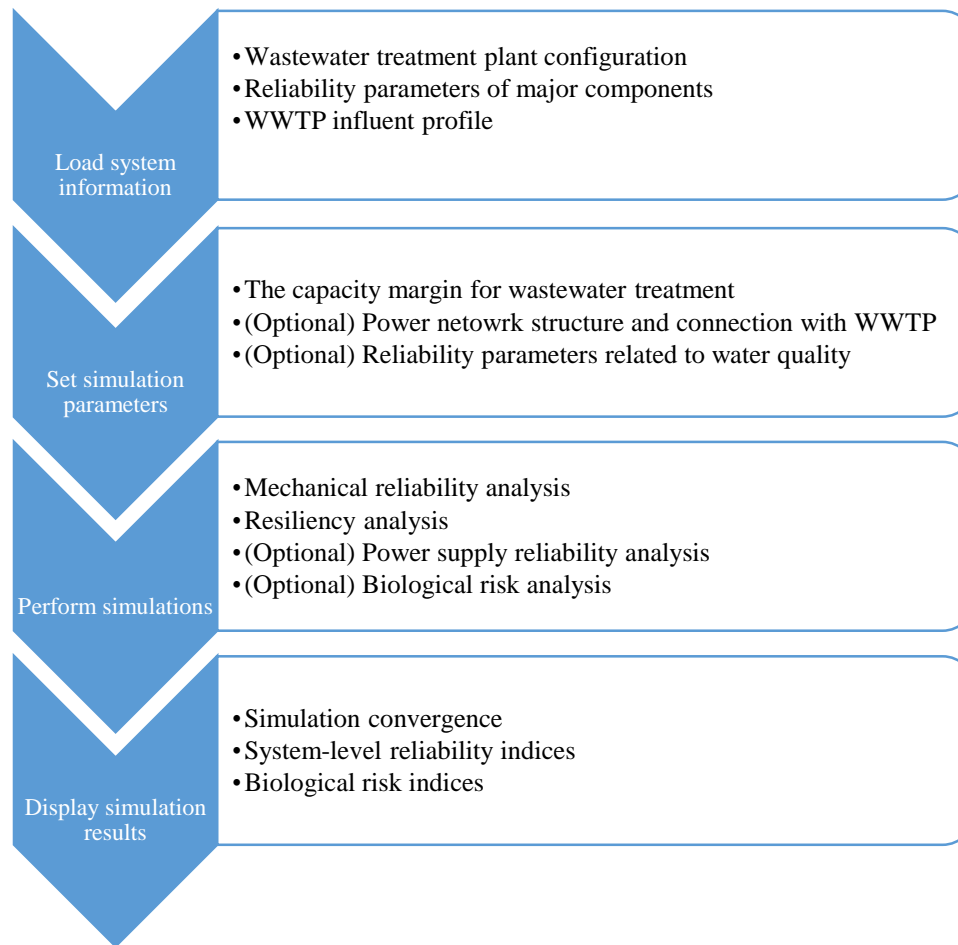 Load system
information
•Wastewater treatment plant configuration
•Reliability parameters of major components
•WWTP influent profile
Set simulation
parameters
•The capacity margin for wastewater treatment
•(Optional) Power netowrk structure and connection with WWTP
•(Optional) Reliability parameters related to water quality
Perform simulations
•Mechanical reliability analysis
•Resiliency analysis
•(Optional) Power supply reliability analysis
•(Optional) Biological risk analysis
Display simulation
results
•Simulation convergence
•System-level reliability indices
•Biological risk indices